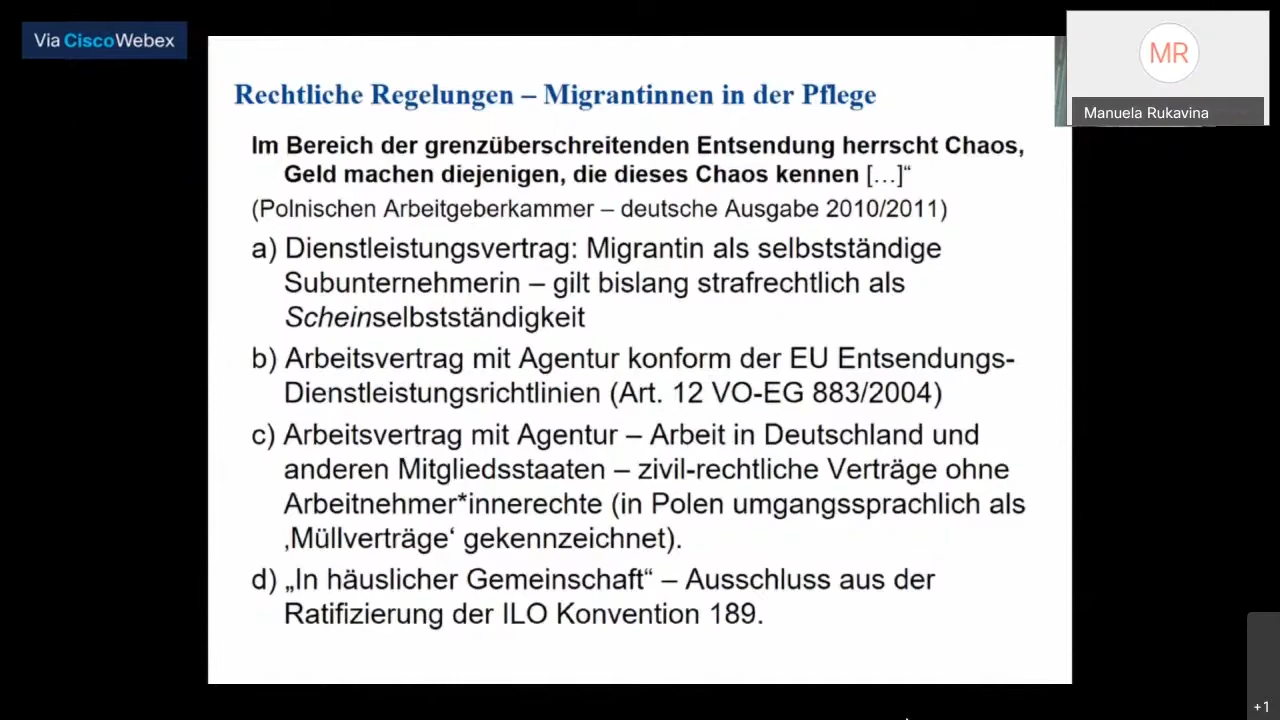 Via CiscoWebex
MR
Manuela Rukavina
Rechtliche Regelungen – Migrantinnen in der Pflege
Im Bereich der grenzüberschreitenden Entsendung herrscht Chaos,
Geld machen diejenigen, die dieses Chaos kennen […]“
(Polnischen Arbeitgeberkammer – deutsche Ausgabe 2010/2011)
a) Dienstleistungsvertrag: Migrantin als selbstständige
Subunternehmerin – gilt bislang strafrechtlich als
Scheinselbstständigkeit
b) Arbeitsvertrag mit Agentur konform der EU Entsendungs-
Dienstleistungsrichtlinien (Art. 12 VO-EG 883/2004)
c) Arbeitsvertrag mit Agentur – Arbeit in Deutschland und
anderen Mitgliedsstaaten – zivil-rechtliche Verträge ohne
Arbeitnehmer*innerechte (in Polen umgangssprachlich als
‚Müllverträge‘ gekennzeichnet).
d) „In häuslicher Gemeinschaft“ – Ausschluss aus der
Ratifizierung der ILO Konvention 189.
+1